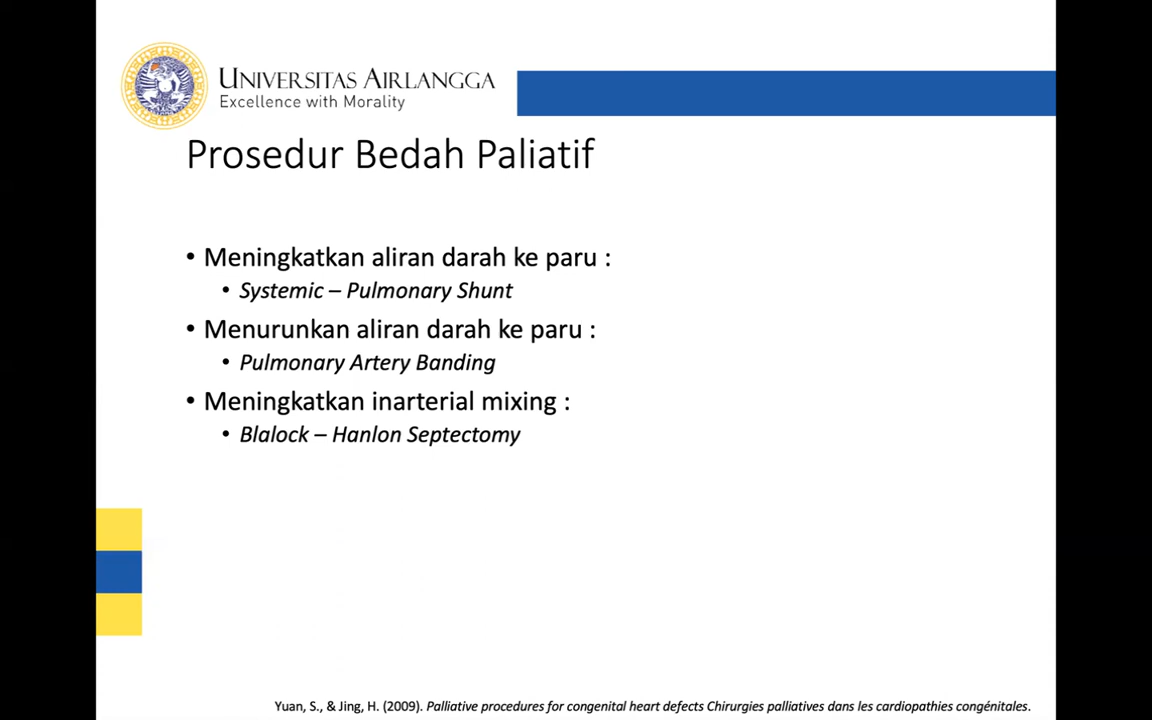 UNIVERSITAS AIRLANGGA
Excellence with Morality
Prosedur Bedah Paliatif
• Meningkatkan aliran darah ke paru :
• Systemic – Pulmonary Shunt
• Menurunkan aliran darah ke paru :
• Pulmonary Artery Banding
• Meningkatkan inarterial mixing :
• Blalock – Hanlon Septectomy
Yuan, S., & Jing, H. (2009). Palliative procedures for congenital heart defects Chirurgies palliatives dans les cardiopathies congénitales.